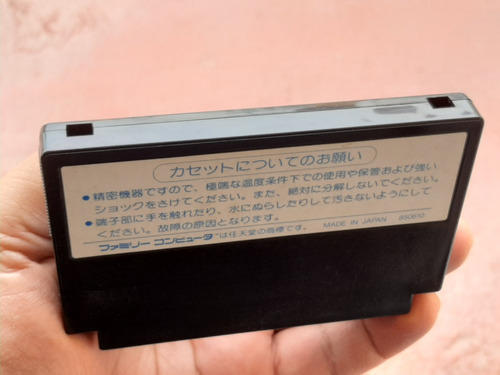 カセットについてのお願い
●精密機器ですので、極端な温度条件下での使用や保管および強い
ショックをさけてください。また、絶対に分解しないでください。
●端子部に手を触れたり、水にぬらしたりして汚さないようにして
ください。故障の原因となります。
ファミリー コンピュータ™は任天堂の商標です。 MADE IN JAPAN 850610